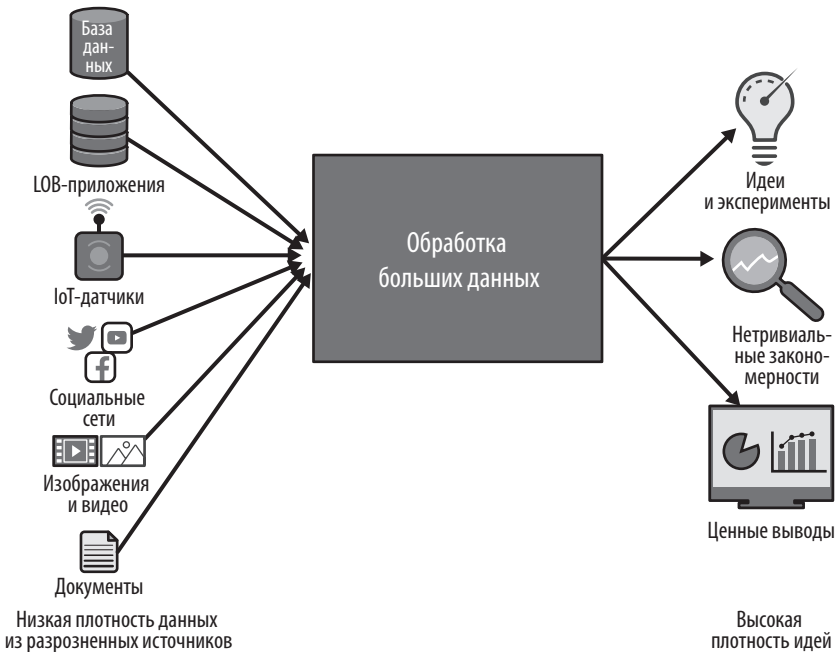 База
дан-
ных
LOB-приложения
IoT-датчики
Социальные
сети
Изображения
и видео
Документы
Низкая плотность данных
из разрозненных источников
Обработка
больших данных
Идеи
и эксперименты
Нетривиаль-
ные законо-
мерности
Ценные выводы
Высокая
плотность идей